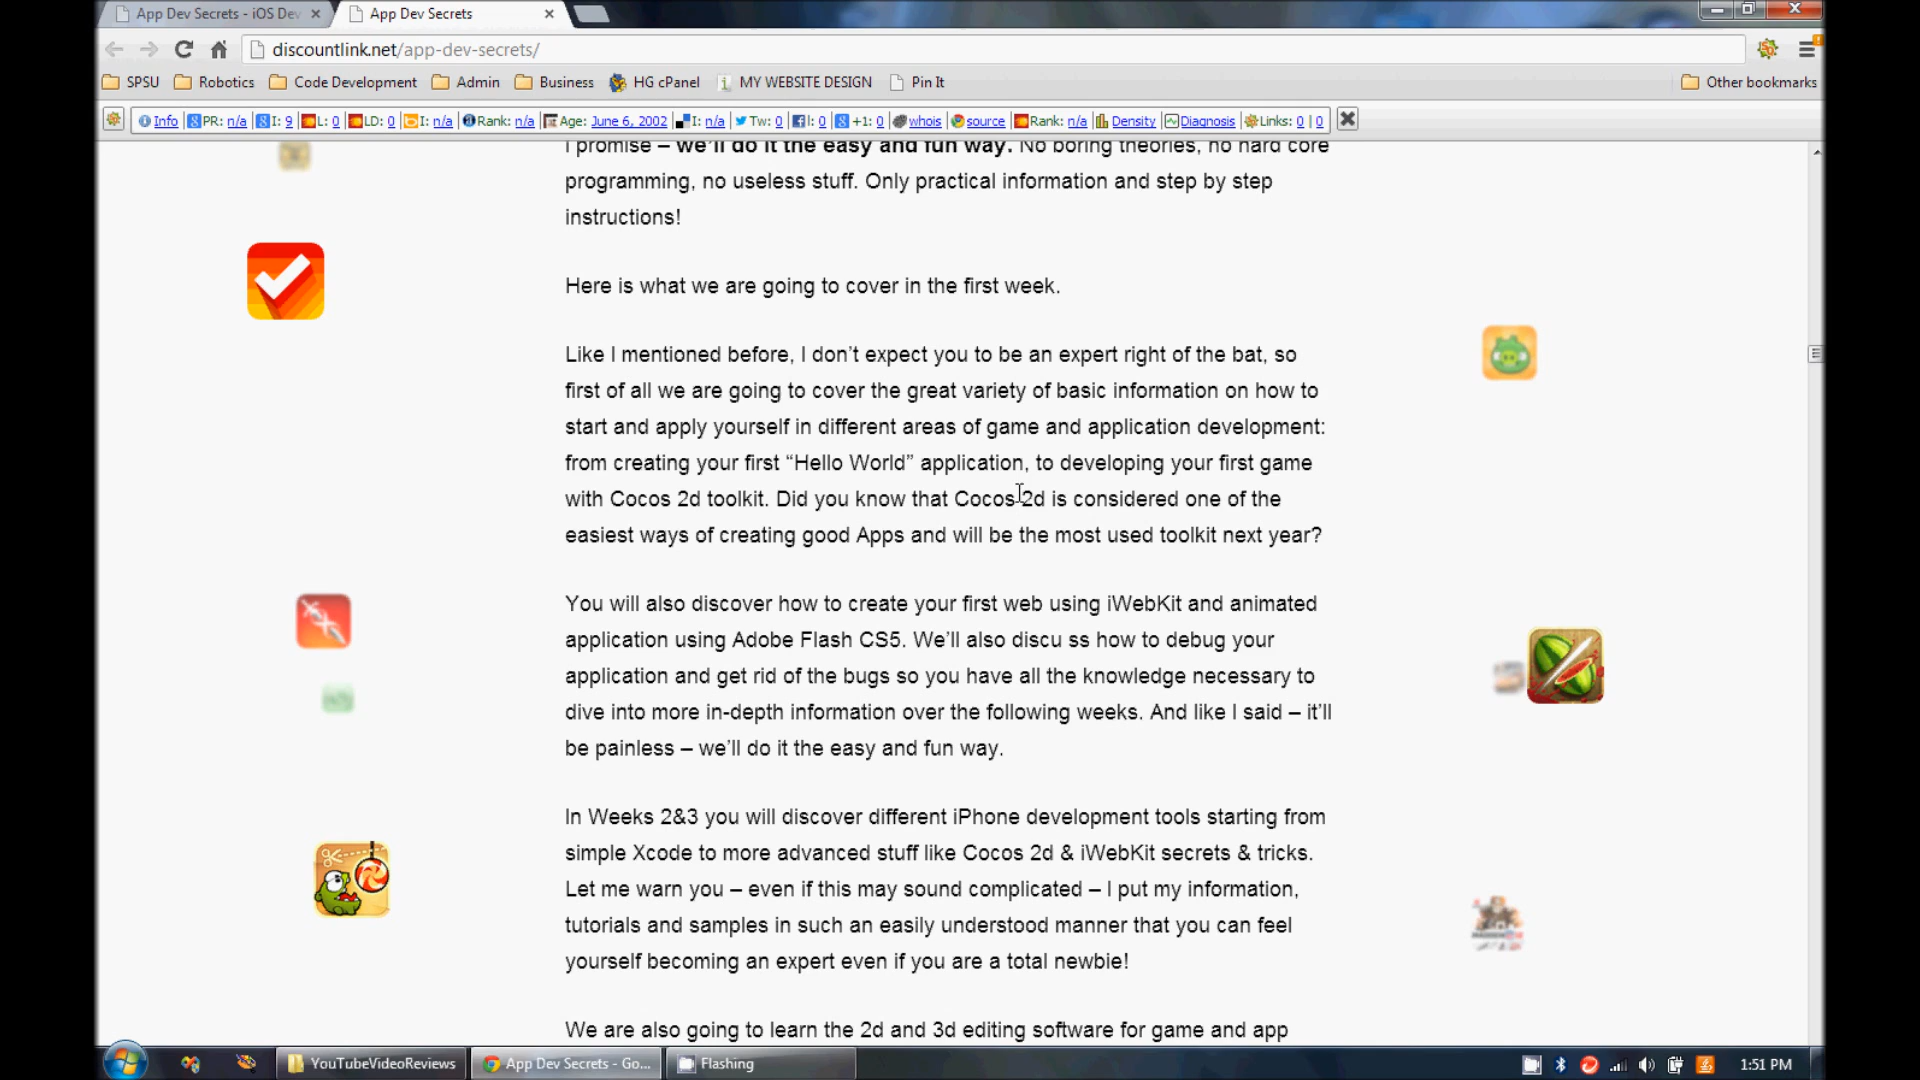 App Dev Secrets - iOS Dev
App Dev Secrets
discountlink.net/app-dev-secrets/
SPSU
Robotics
Code Development
Admin
Business
HG cPanel
MY WEBSITE DESIGN
Pin It
Other bookmarks
Info PR: n/a I: 9 L: 0 LD: 0 I: n/a Rank: n/a Age: June 6, 2002 I: n/a Tw: 0 l: 0 +1: 0 whois source Rank: n/a Density Diagnosis Links: 0 | 0
I promise – we'll do it the easy and fun way. No boring theories, no hard core
programming, no useless stuff. Only practical information and step by step
instructions!
Here is what we are going to cover in the first week.
Like I mentioned before, I don't expect you to be an expert right of the bat, so
first of all we are going to cover the great variety of basic information on how to
start and apply yourself in different areas of game and application development:
from creating your first “Hello World” application, to developing your first game
with Cocos 2d toolkit. Did you know that Cocos 2d is considered one of the
easiest ways of creating good Apps and will be the most used toolkit next year?
You will also discover how to create your first web using iWebKit and animated
application using Adobe Flash CS5. We'll also discu ss how to debug your
application and get rid of the bugs so you have all the knowledge necessary to
dive into more in-depth information over the following weeks. And like I said – it'll
be painless – we'll do it the easy and fun way.
In Weeks 2&3 you will discover different iPhone development tools starting from
simple Xcode to more advanced stuff like Cocos 2d & iWebKit secrets & tricks.
Let me warn you – even if this may sound complicated – I put my information,
tutorials and samples in such an easily understood manner that you can feel
yourself becoming an expert even if you are a total newbie!
We are also going to learn the 2d and 3d editing software for game and app
YouTubeVideoReviews
App Dev Secrets - Go...
Flashing
1:51 PM